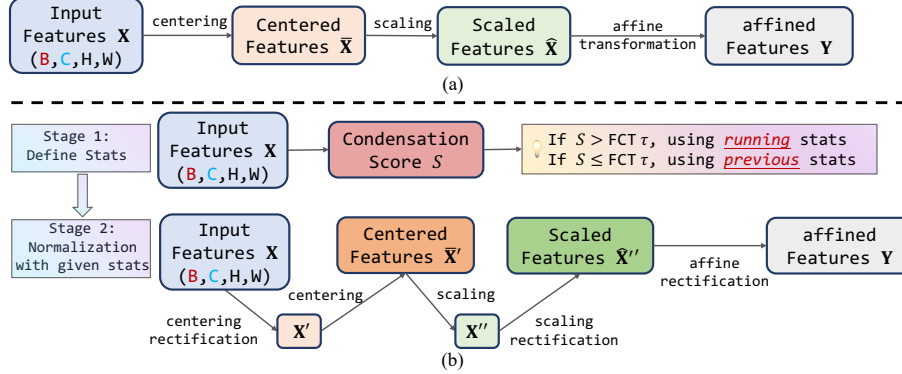 Input
Features X
(B,C,H,W)
centering
Centered
Features X̄
scaling
Scaled
Features X̂
affine
transformation
affined
Features Y
(a)
Stage 1:
Define Stats
Input
Features X
(B,C,H,W)
Condensation
Score S
If S > FCT τ, using running stats
If S ≤ FCT τ, using previous stats
Stage 2:
Normalization
with given stats
Input
Features X
(B,C,H,W)
centering
rectification
X′
centering
Centered
Features X̄′
scaling
X′′
scaling
rectification
Scaled
Features X̂′′
affine
rectification
affined
Features Y
(b)